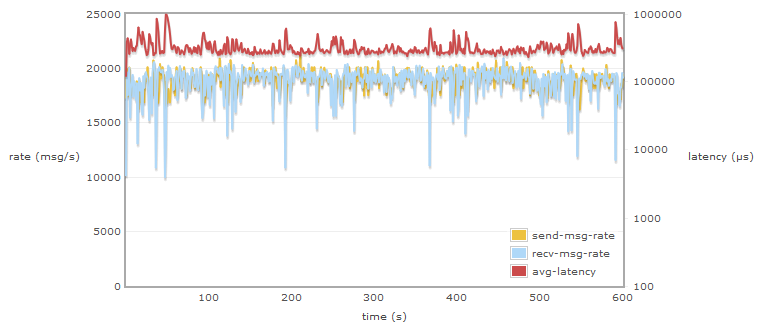 25000
20000
15000
10000
5000
0
rate (msg/s)
1000000
100000
10000
1000
100
latency (µs)
send-msg-rate
recv-msg-rate
avg-latency
100 200 300 400 500 600
time (s)